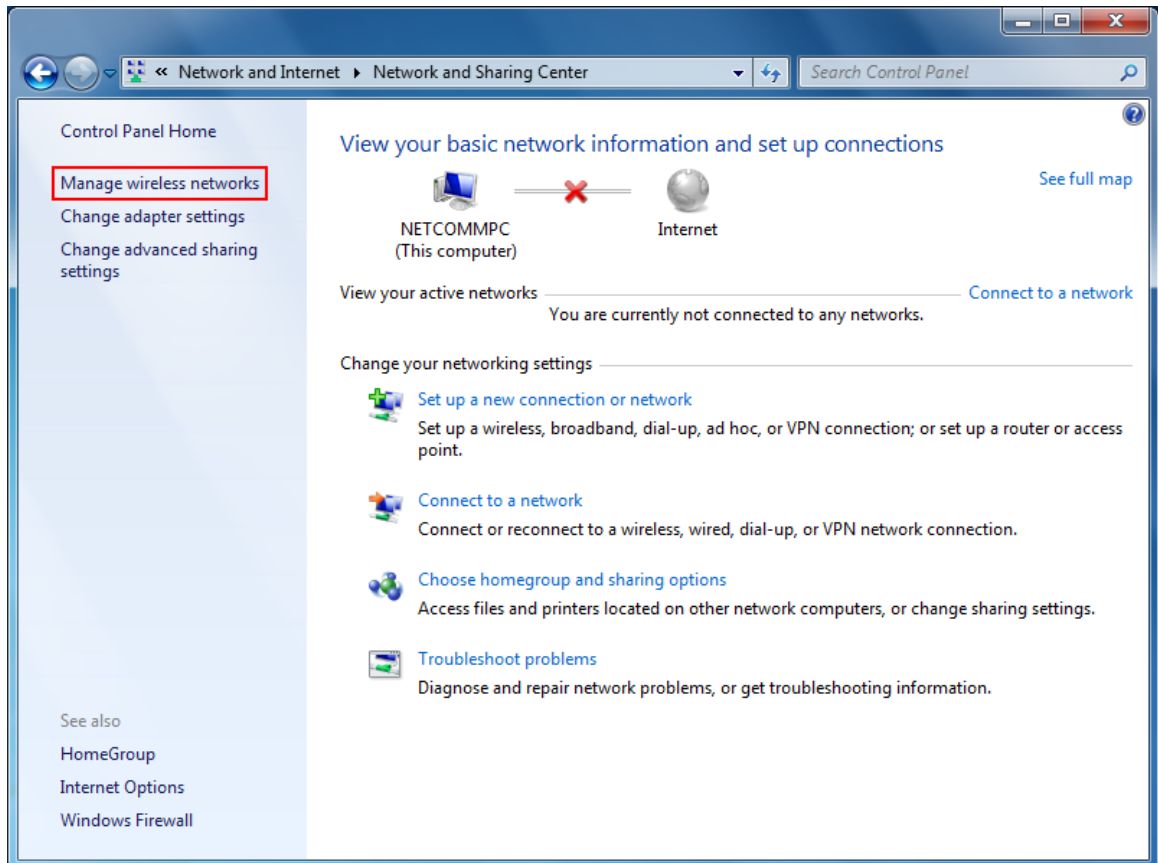 « Network and Internet ▸ Network and Sharing Center
Search Control Panel
Control Panel Home
Manage wireless networks
Change adapter settings
Change advanced sharing
settings
See also
HomeGroup
Internet Options
Windows Firewall
View your basic network information and set up connections
See full map
NETCOMMPC
(This computer)
Internet
View your active networks
Connect to a network
You are currently not connected to any networks.
Change your networking settings
Set up a new connection or network
Set up a wireless, broadband, dial-up, ad hoc, or VPN connection; or set up a router or access
point.
Connect to a network
Connect or reconnect to a wireless, wired, dial-up, or VPN network connection.
Choose homegroup and sharing options
Access files and printers located on other network computers, or change sharing settings.
Troubleshoot problems
Diagnose and repair network problems, or get troubleshooting information.